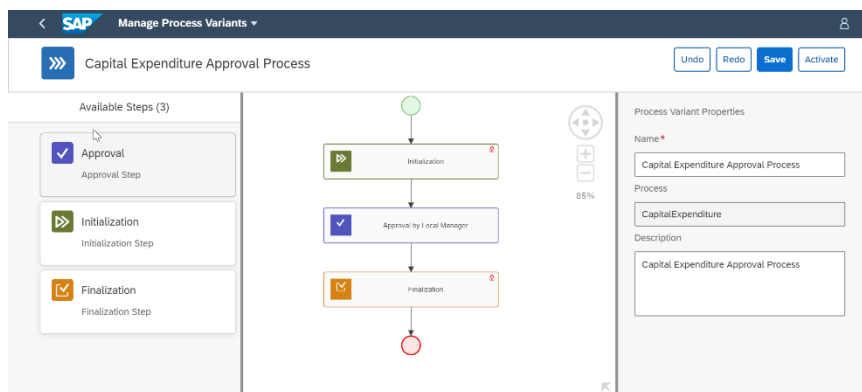 SAP Manage Process Variants
Capital Expenditure Approval Process
Undo Redo Save Activate
Available Steps (3)
Approval
Approval Step
Initialization
Initialization Step
Finalization
Finalization Step
Initialization
Approval by Local Manager
Finalization
85%
Process Variant Properties
Name*
Capital Expenditure Approval Process
Process
CapitalExpenditure
Description
Capital Expenditure Approval Process